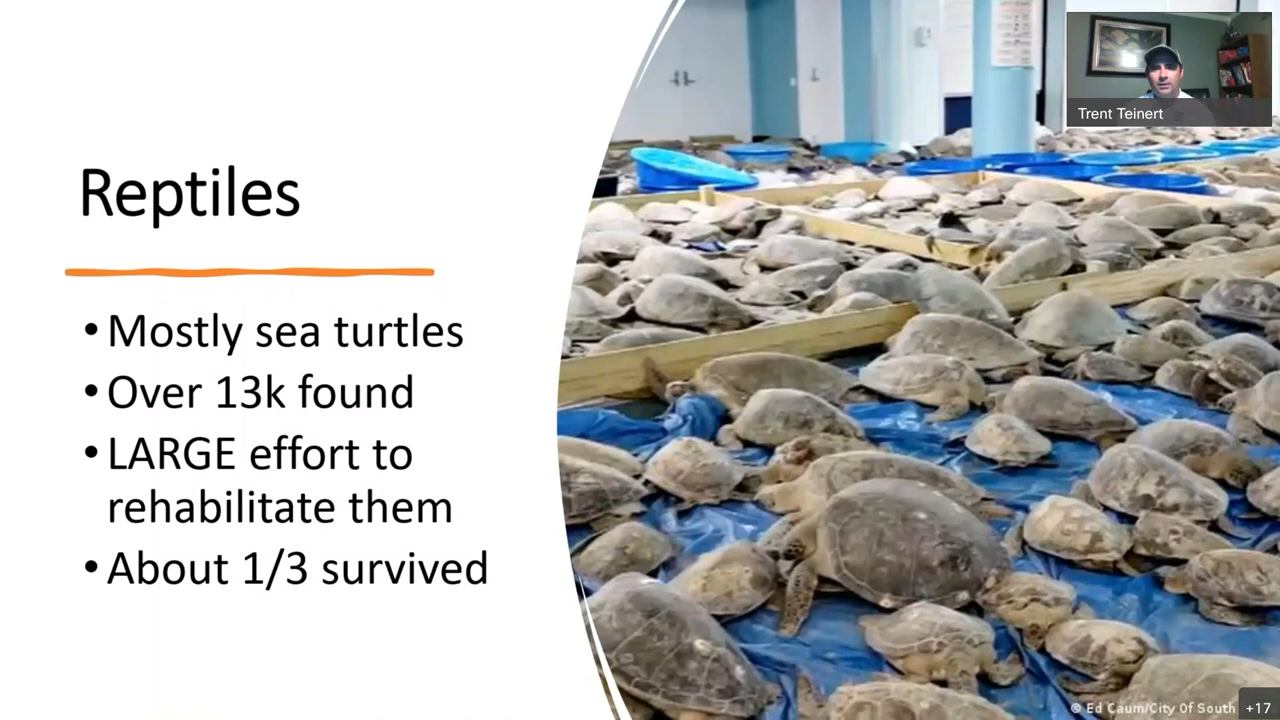 Trent Teinert
Reptiles
• Mostly sea turtles
• Over 13k found
• LARGE effort to
rehabilitate them
• About 1/3 survived
© Ed Caum/City Of South
+17